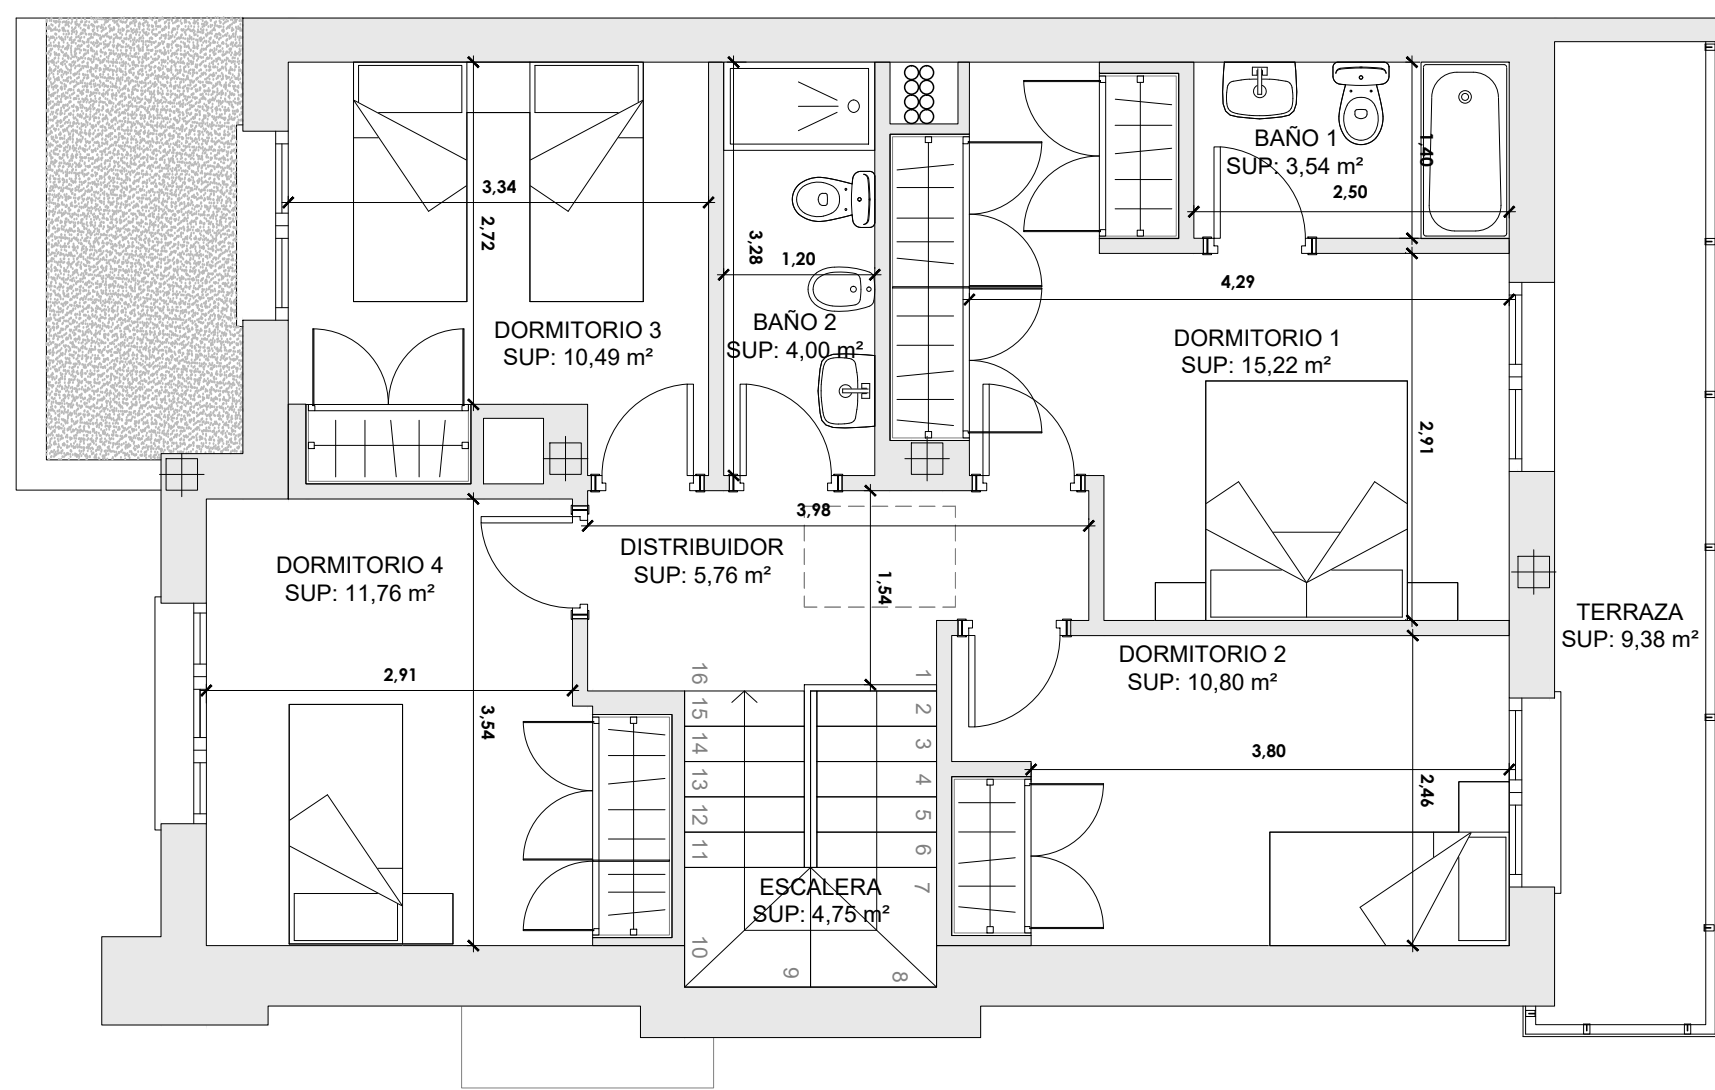 BAÑO 1
SUP: 3,54 m²
1,40
2,50
3,34
2,72
3,28
1,20
4,29
DORMITORIO 3
SUP: 10,49 m²
BAÑO 2
SUP: 4,00 m²
DORMITORIO 1
SUP: 15,22 m²
2,91
3,98
DISTRIBUIDOR
SUP: 5,76 m²
1,54
DORMITORIO 4
SUP: 11,76 m²
TERRAZA
SUP: 9,38 m²
DORMITORIO 2
SUP: 10,80 m²
2,91
3,54
3,80
2,46
16
15
14
13
12
11
10
9
8
7
6
5
4
3
2
1
ESCALERA
SUP: 4,75 m²